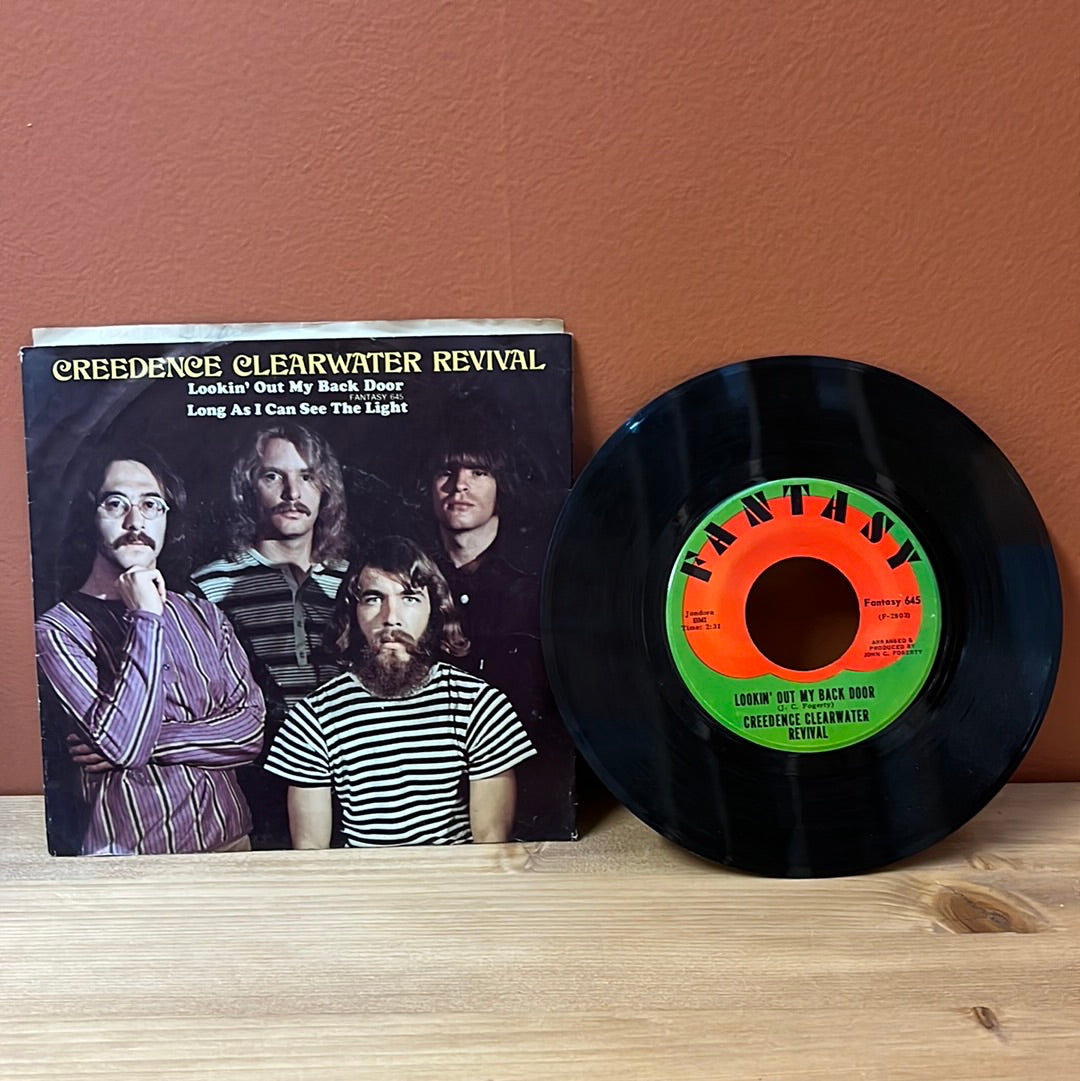 CREEDENCE CLEARWATER REVIVAL
Lookin' Out My Back Door
FANTASY 645
Long As I Can See The Light
FANTASY
Jondora
BMI
Time: 2:31
Fantasy 645
(F-2803)
ARRANGED &
PRODUCED BY
JOHN C. FOGERTY
LOOKIN' OUT MY BACK DOOR
(J. C. Fogerty)
CREEDENCE CLEARWATER
REVIVAL